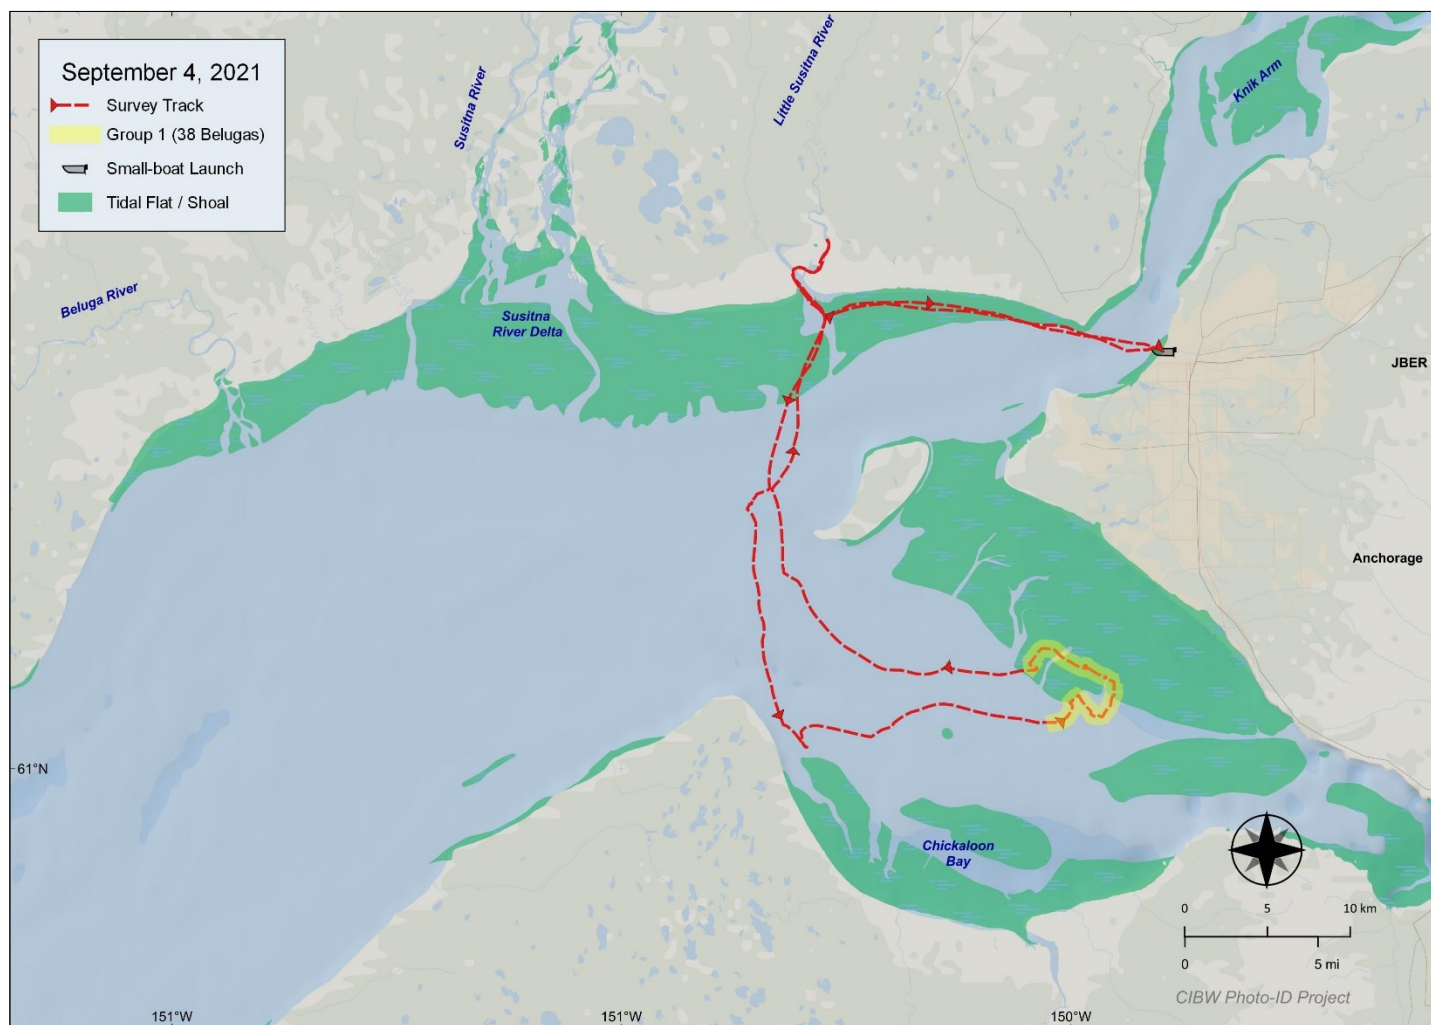 September 4, 2021
Survey Track
Group 1 (38 Belugas)
Small-boat Launch
Tidal Flat / Shoal
Susitna River
Little Susitna River
Knik Arm
Beluga River
Susitna
River Delta
JBER
Anchorage
61°N
Chickaloon
Bay
0 5 10 km
0 5 mi
CIBW Photo-ID Project
151°W 151°W 150°W